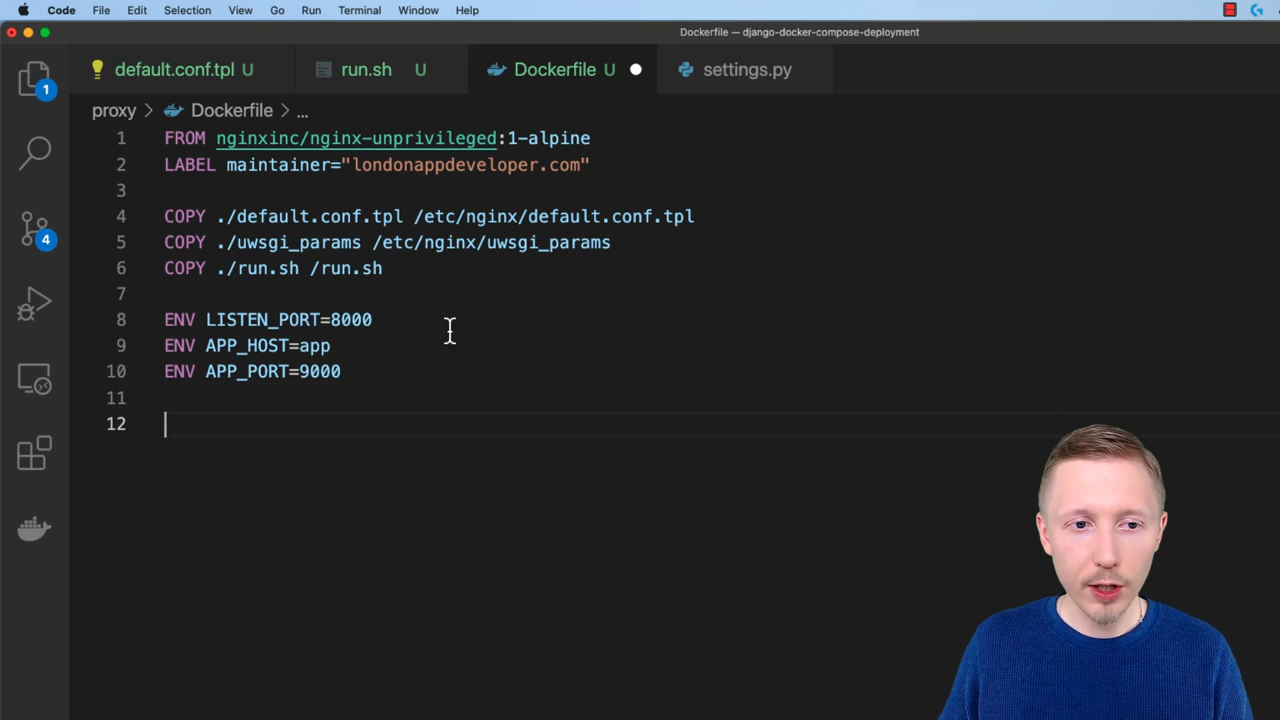 Code File Edit Selection View Go Run Terminal Window Help
Dockerfile — django-docker-compose-deployment
default.conf.tpl U run.sh U Dockerfile U settings.py
1
proxy > Dockerfile > ...
1 FROM nginxinc/nginx-unprivileged:1-alpine
2 LABEL maintainer="londonappdeveloper.com"
3
4 COPY ./default.conf.tpl /etc/nginx/default.conf.tpl
5 COPY ./uwsgi_params /etc/nginx/uwsgi_params
4
6 COPY ./run.sh /run.sh
7
8 ENV LISTEN_PORT=8000
9 ENV APP_HOST=app
10 ENV APP_PORT=9000
11
12